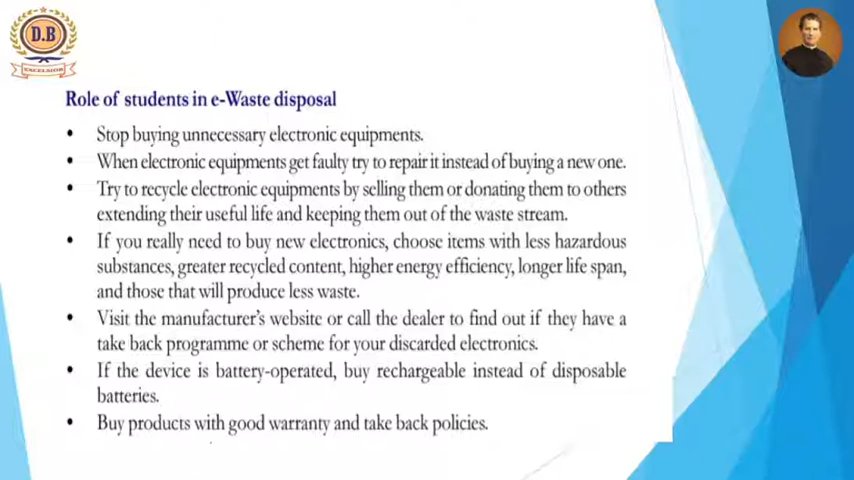 D.B
EXCELSIOR
Role of students in e-Waste disposal
• Stop buying unnecessary electronic equipments.
• When electronic equipments get faulty try to repair it instead of buying a new one.
• Try to recycle electronic equipments by selling them or donating them to others
extending their useful life and keeping them out of the waste stream.
• If you really need to buy new electronics, choose items with less hazardous
substances, greater recycled content, higher energy efficiency, longer life span,
and those that will produce less waste.
• Visit the manufacturer's website or call the dealer to find out if they have a
take back programme or scheme for your discarded electronics.
• If the device is battery-operated, buy rechargeable instead of disposable
batteries.
• Buy products with good warranty and take back policies.